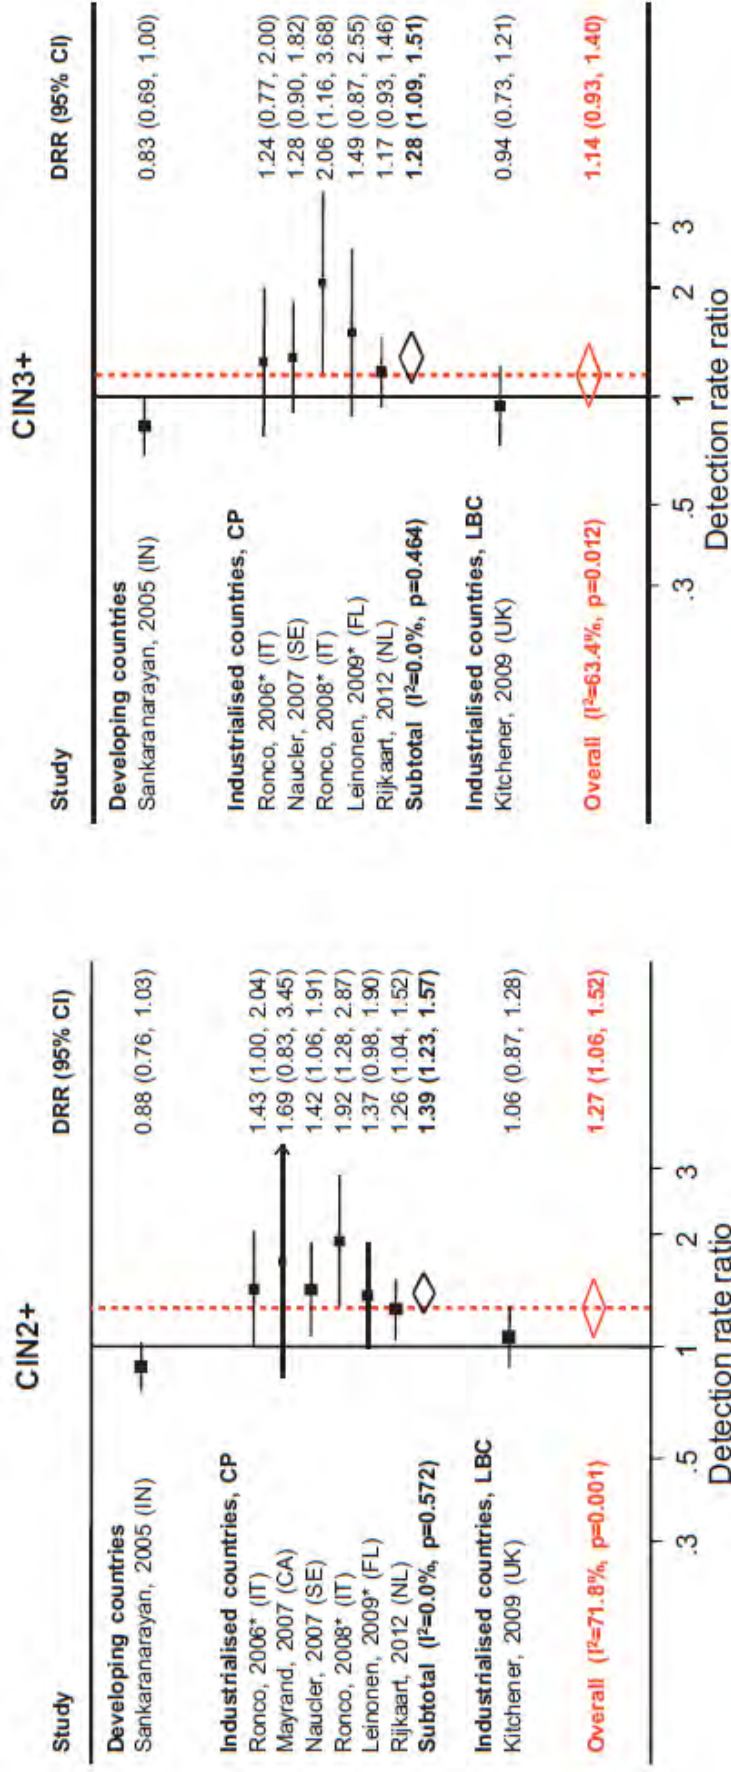 CIN2+
Study DRR (95% CI)
Developing countries
Sankaranarayan, 2005 (IN) 0.88 (0.76, 1.03)
Industrialised countries, CP
Ronco, 2006* (IT) 1.43 (1.00, 2.04)
Mayrand, 2007 (CA) 1.69 (0.83, 3.45)
Naucler, 2007 (SE) 1.42 (1.06, 1.91)
Ronco, 2008* (IT) 1.92 (1.28, 2.87)
Leinonen, 2009* (FL) 1.37 (0.98, 1.90)
Rijkaart, 2012 (NL) 1.26 (1.04, 1.52)
Subtotal (I²=0.0%, p=0.572) 1.39 (1.23, 1.57)
Industrialised countries, LBC
Kitchener, 2009 (UK) 1.06 (0.87, 1.28)
Overall (I²=71.8%, p=0.001) 1.27 (1.06, 1.52)
.3 .5 1 2 3
Detection rate ratio
CIN3+
Study DRR (95% CI)
Developing countries
Sankaranarayan, 2005 (IN) 0.83 (0.69, 1.00)
Industrialised countries, CP
Ronco, 2006* (IT) 1.24 (0.77, 2.00)
Naucler, 2007 (SE) 1.28 (0.90, 1.82)
Ronco, 2008* (IT) 2.06 (1.16, 3.68)
Leinonen, 2009* (FL) 1.49 (0.87, 2.55)
Rijkaart, 2012 (NL) 1.17 (0.93, 1.46)
Subtotal (I²=0.0%, p=0.464) 1.28 (1.09, 1.51)
Industrialised countries, LBC
Kitchener, 2009 (UK) 0.94 (0.73, 1.21)
Overall (I²=63.4%, p=0.012) 1.14 (0.93, 1.40)
.3 .5 1 2 3
Detection rate ratio